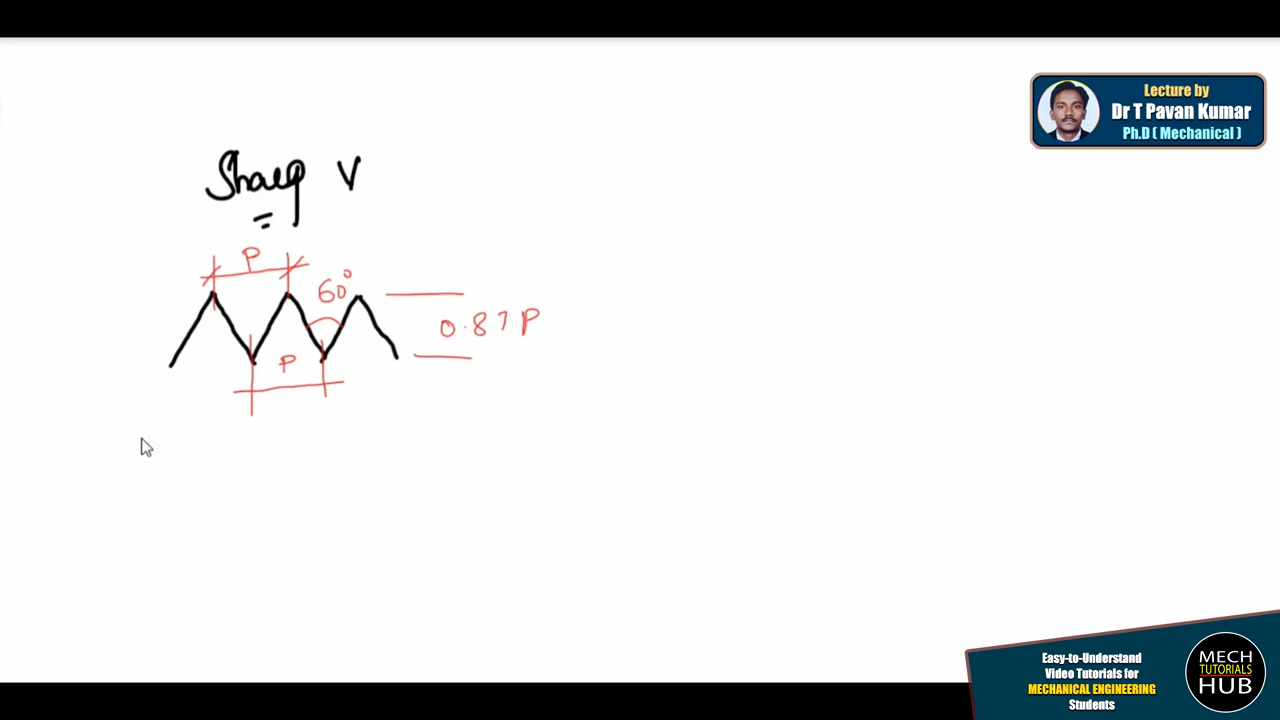 Lecture by
Dr T Pavan Kumar
Ph.D ( Mechanical )
Sharp V
P
60°
0.87 P
P
Easy-to-Understand
Video Tutorials for
MECHANICAL ENGINEERING
Students
MECH
TUTORIALS
HUB